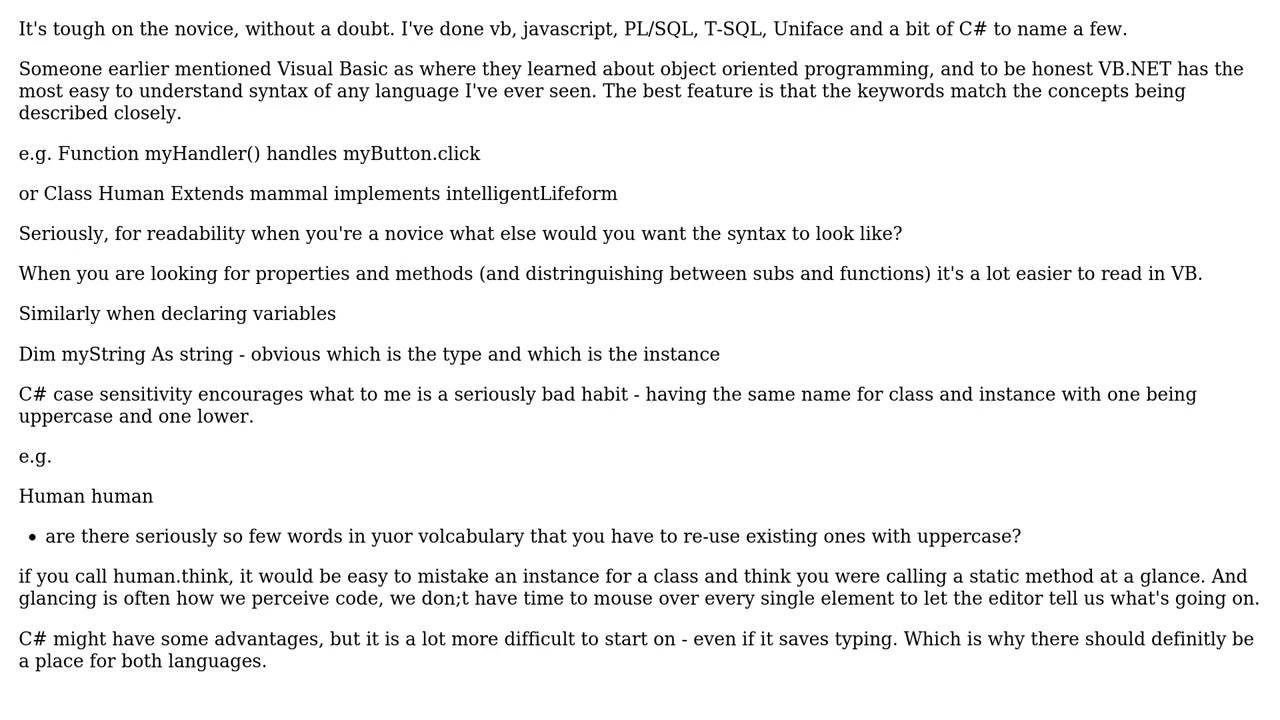 It's tough on the novice, without a doubt. I've done vb, javascript, PL/SQL, T-SQL, Uniface and a bit of C# to name a few.
Someone earlier mentioned Visual Basic as where they learned about object oriented programming, and to be honest VB.NET has the
most easy to understand syntax of any language I've ever seen. The best feature is that the keywords match the concepts being
described closely.
e.g. Function myHandler() handles myButton.click
or Class Human Extends mammal implements intelligentLifeform
Seriously, for readability when you're a novice what else would you want the syntax to look like?
When you are looking for properties and methods (and distringuishing between subs and functions) it's a lot easier to read in VB.
Similarly when declaring variables
Dim myString As string - obvious which is the type and which is the instance
C# case sensitivity encourages what to me is a seriously bad habit - having the same name for class and instance with one being
uppercase and one lower.
e.g.
Human human
• are there seriously so few words in yuor volcabulary that you have to re-use existing ones with uppercase?
if you call human.think, it would be easy to mistake an instance for a class and think you were calling a static method at a glance. And
glancing is often how we perceive code, we don;t have time to mouse over every single element to let the editor tell us what's going on.
C# might have some advantages, but it is a lot more difficult to start on - even if it saves typing. Which is why there should definitly be
a place for both languages.